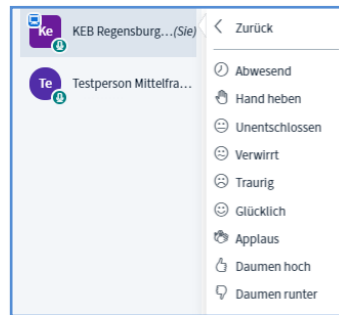 Ke KEB Regensburg...(Sie)
Te Testperson Mittelfra...
Zurück
Abwesend
Hand heben
Unentschlossen
Verwirrt
Traurig
Glücklich
Applaus
Daumen hoch
Daumen runter